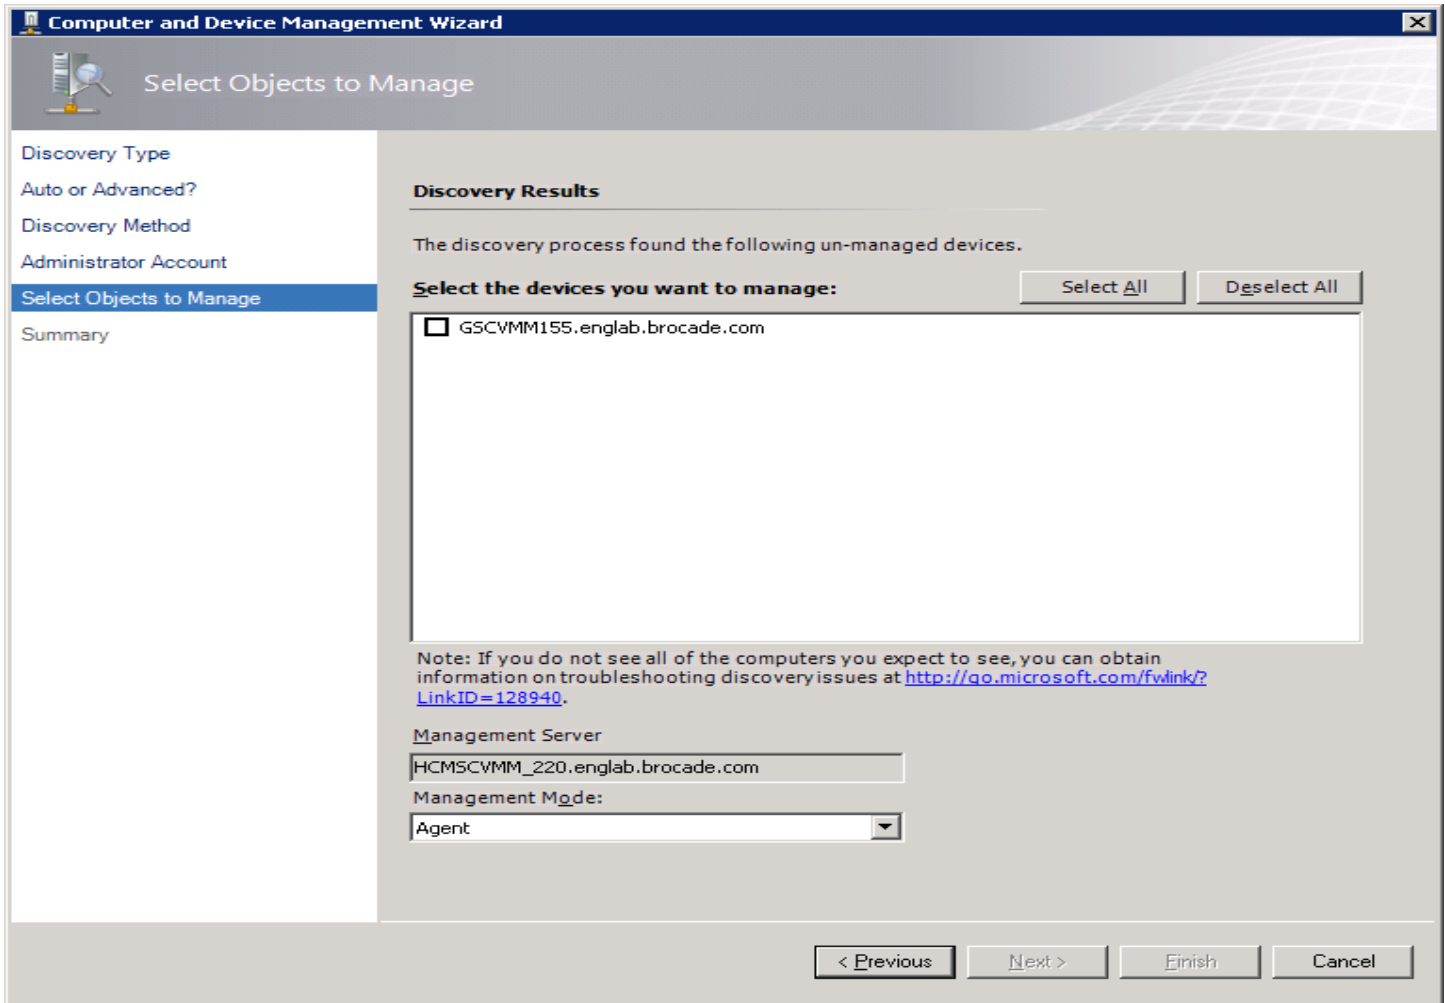 Computer and Device Management Wizard
Select Objects to Manage
Discovery Type
Auto or Advanced?
Discovery Method
Administrator Account
Select Objects to Manage
Summary
Discovery Results
The discovery process found the following un-managed devices.
Select the devices you want to manage:
Select All
Deselect All
GSCVMM155.englab.brocade.com
Note: If you do not see all of the computers you expect to see, you can obtain
information on troubleshooting discovery issues at http://go.microsoft.com/fwlink/?
LinkID=128940.
Management Server
HCMSCVMM_220.englab.brocade.com
Management Mode:
Agent
< Previous
Next >
Finish
Cancel